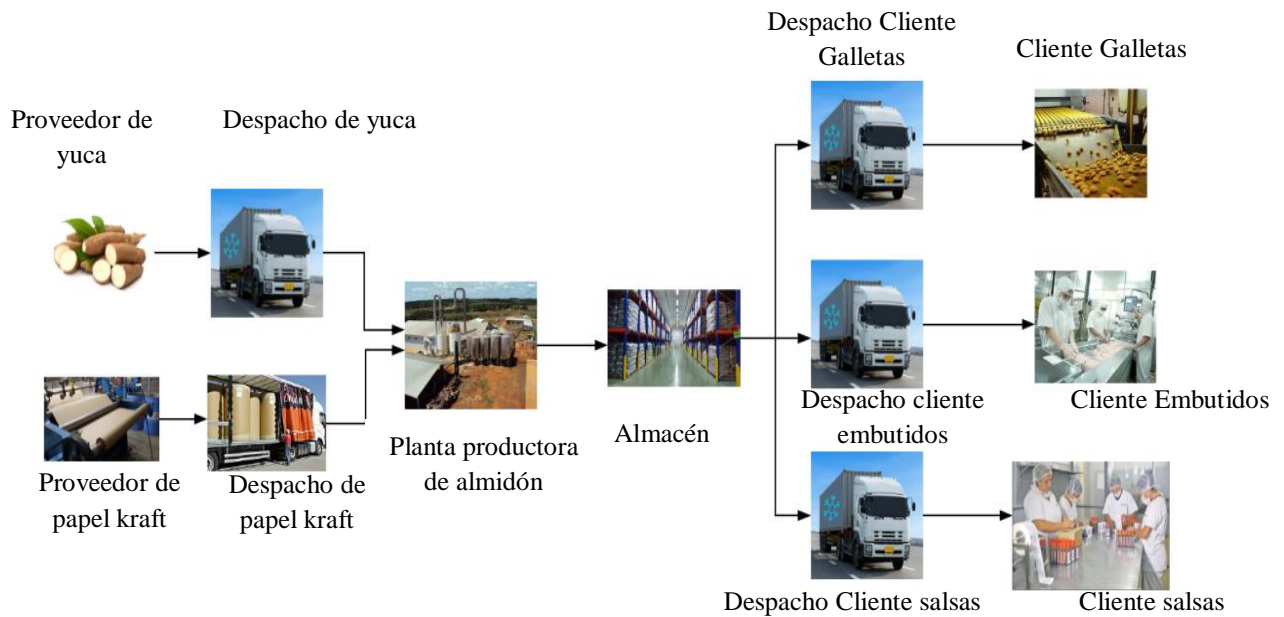 Despacho Cliente
Galletas
Cliente Galletas
Proveedor de
yuca
Despacho de yuca
Despacho cliente
embutidos
Cliente Embutidos
Almacén
Planta productora
de almidón
Proveedor de
papel kraft
Despacho de
papel kraft
Despacho Cliente salsas
Cliente salsas